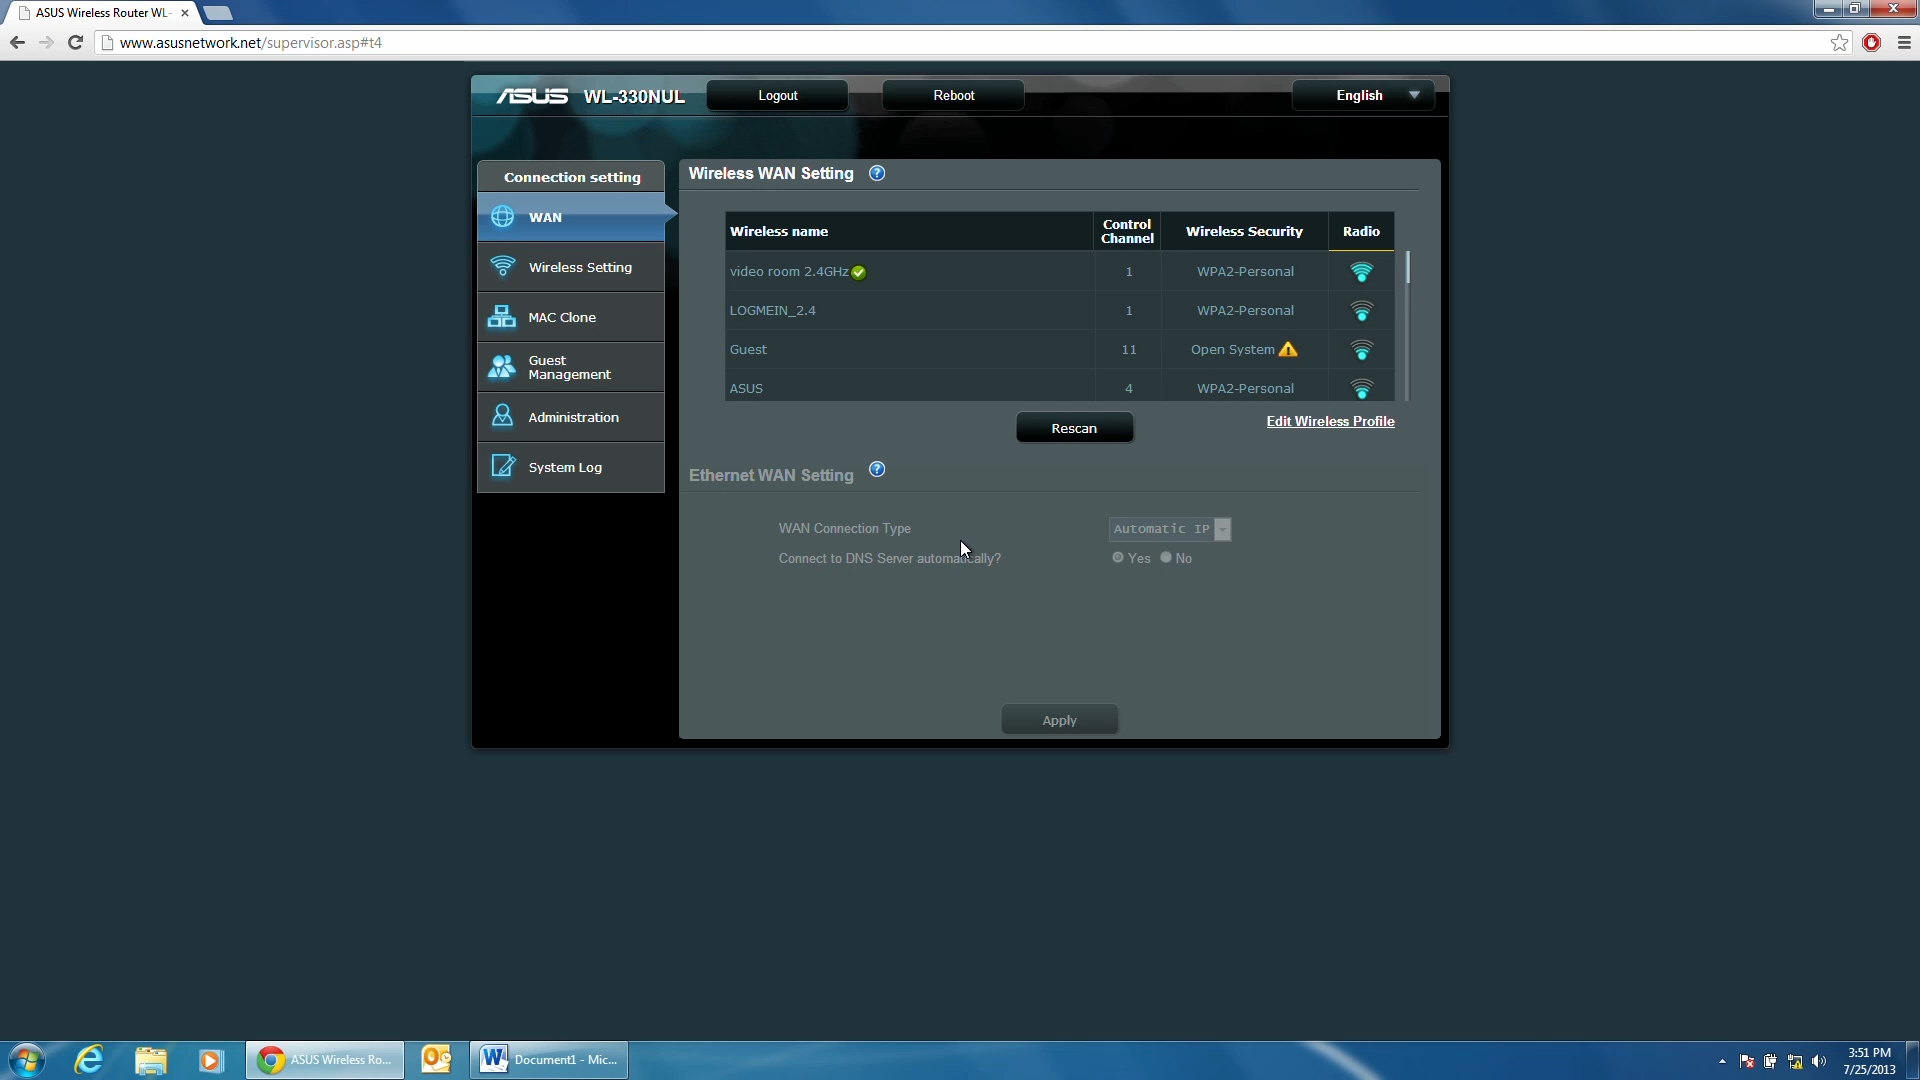 ASUS Wireless Router WL-
www.asusnetwork.net/supervisor.asp#t4
ASUS WL-330NUL Logout Reboot English
Connection setting
WAN
Wireless Setting
MAC Clone
Guest
Management
Administration
System Log
Wireless WAN Setting ?
Wireless name Control Channel Wireless Security Radio
video room 2.4GHz 1 WPA2-Personal
LOGMEIN_2.4 1 WPA2-Personal
Guest 11 Open System
ASUS 4 WPA2-Personal
Rescan Edit Wireless Profile
Ethernet WAN Setting ?
WAN Connection Type Automatic IP
Connect to DNS Server automatically? Yes No
Apply
ASUS Wireless Ro... Document1 - Mic...
3:51 PM
7/25/2013